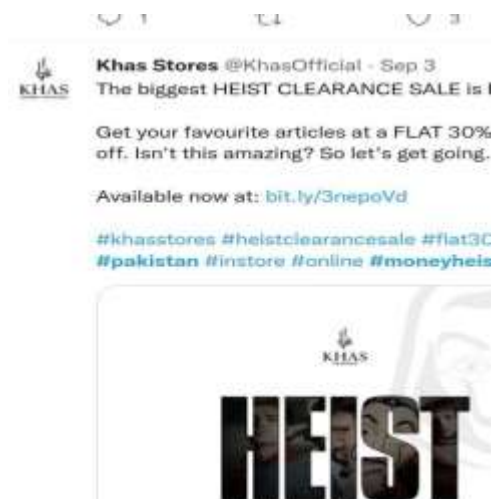 KHAS
Khas Stores @KhasOfficial · Sep 3
The biggest HEIST CLEARANCE SALE is
Get your favourite articles at a FLAT 30%
off. Isn't this amazing? So let's get going.
Available now at: bit.ly/3nepoVd
#khasstores #heistclearancesale #flat30
#pakistan #instore #online #moneyheis
KHAS
HEIST